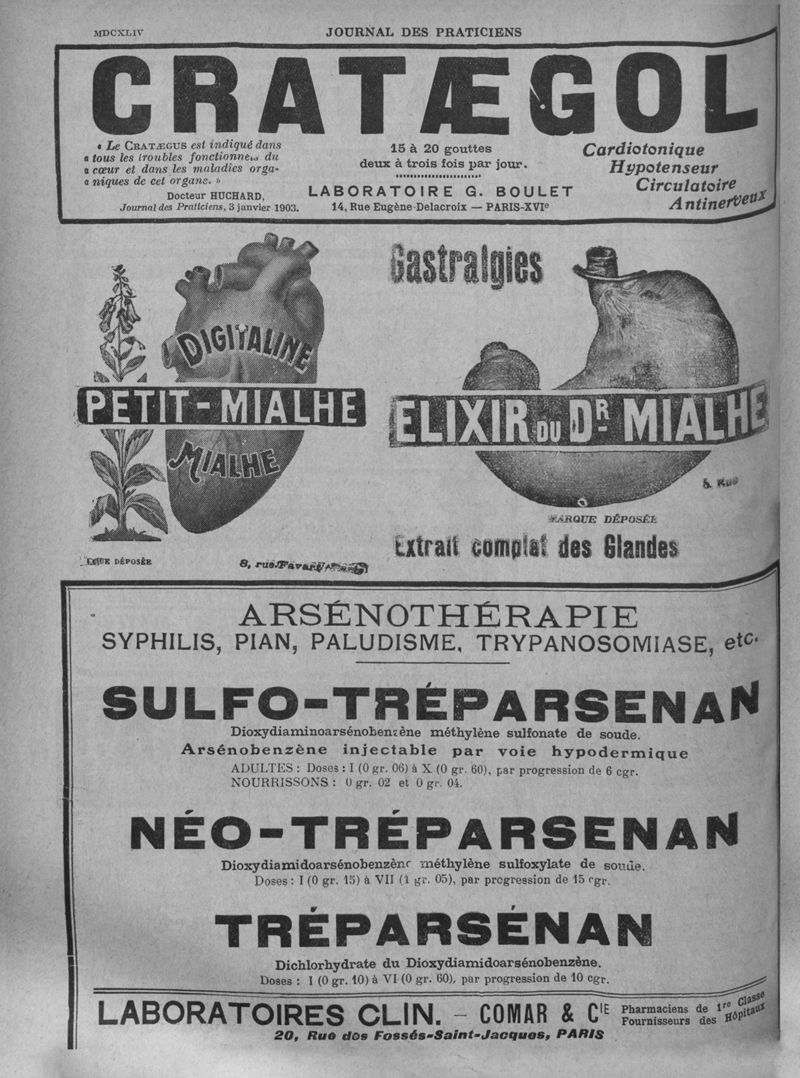 MDCXLIV
JOURNAL DES PRATICIENS
CRATÆGOL
« Le CRATÆGUS est indiqué dans
« tous les troubles fonctionnels du
« cœur et dans les maladies orga-
« niques de cet organe. »
Docteur HUCHARD,
Journal des Praticiens, 3 janvier 1903.
15 à 20 gouttes
deux à trois fois par jour.
LABORATOIRE G. BOULET
14, Rue Eugène-Delacroix — PARIS-XVIe
Cardiotonique
Hypotenseur
Circulatoire
Antinerveux
DIGITALINE
PETIT-MIALHE
MIALHE
DÉPOSÉE
8, rue Favart
Gastralgies
ELIXIR DU DR MIALHE
8, Rue
MARQUE DÉPOSÉE
Extrait complet des Glandes
ARSÉNOTHÉRAPIE
SYPHILIS, PIAN, PALUDISME, TRYPANOSOMIASE, etc.
SULFO-TRÉPARSENAN
Dioxydiaminoarsénobenzène méthylène sulfonate de soude.
Arsénobenzène injectable par voie hypodermique
ADULTES : Doses : I (0 gr. 06) à X (0 gr. 60), par progression de 6 cgr.
NOURRISSONS : 0 gr. 02 et 0 gr. 04.
NÉO-TRÉPARSENAN
Dioxydiamidoarsénobenzène méthylène sulfoxylate de soude.
Doses : I (0 gr. 15) à VII (1 gr. 05), par progression de 15 cgr.
TRÉPARSÉNAN
Dichlorhydrate du Dioxydiamidoarsénobenzène.
Doses : I (0 gr. 10) à VI (0 gr. 60), par progression de 10 cgr.
LABORATOIRES CLIN. - COMAR & CIE Pharmaciens de 1re Classe
Fournisseurs des Hôpitaux
20, Rue des Fossés-Saint-Jacques, PARIS